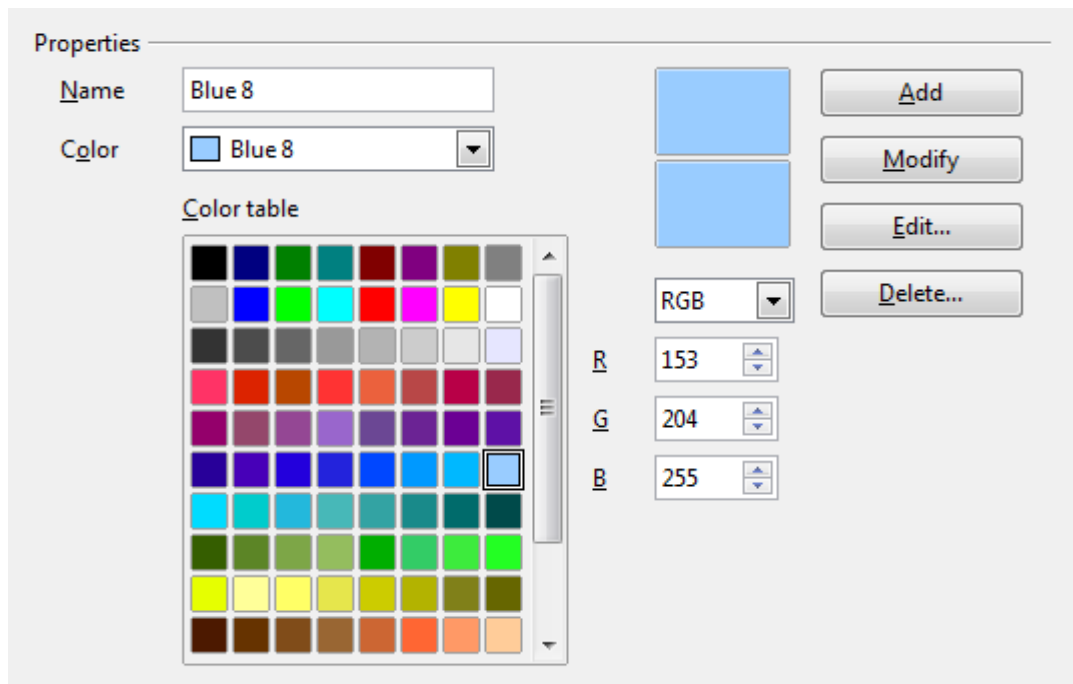 Properties
Name Blue 8 Add
Color Blue 8 Modify
Color table Edit...
RGB Delete...
R 153
G 204
B 255